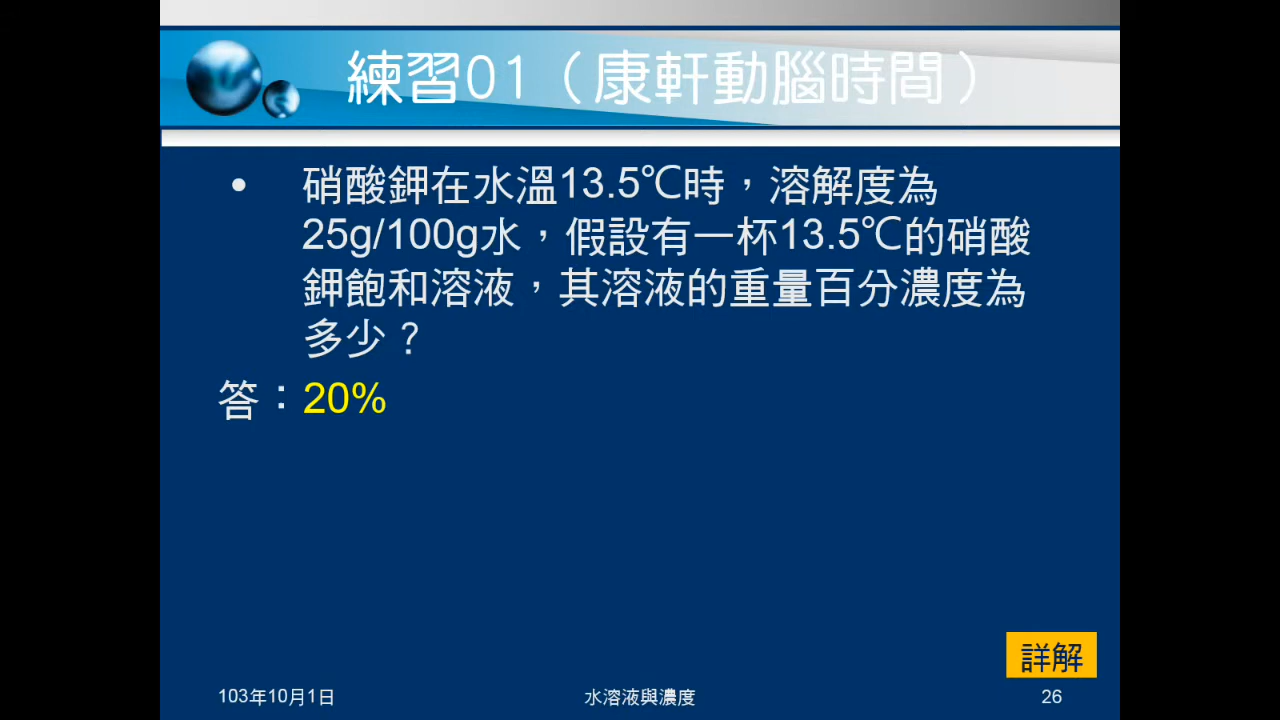 練習01（康軒動腦時間）
• 硝酸鉀在水溫13.5℃時，溶解度為
25g/100g水，假設有一杯13.5℃的硝酸
鉀飽和溶液，其溶液的重量百分濃度為
多少？
答：20%
詳解
103年10月1日 水溶液與濃度 26